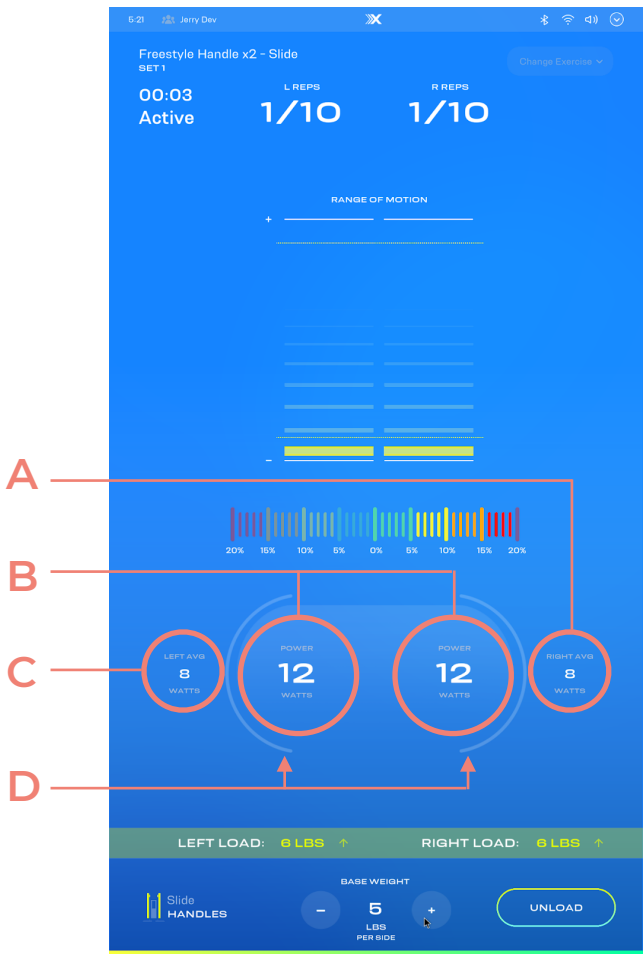 5:21 Jerry Dev
Freestyle Handle x2 - Slide
SET 1
Change Exercise
00:03
Active
L REPS
1/10
R REPS
1/10
RANGE OF MOTION
+
-
A
20% 15% 10% 5% 0% 5% 10% 15% 20%
B
C
LEFT AVG
8
WATTS
POWER
12
WATTS
POWER
12
WATTS
RIGHT AVG
8
WATTS
D
LEFT LOAD: 6 LBS ↑ RIGHT LOAD: 6 LBS ↑
Slide
HANDLES
BASE WEIGHT
- 5 +
LBS
PER SIDE
UNLOAD